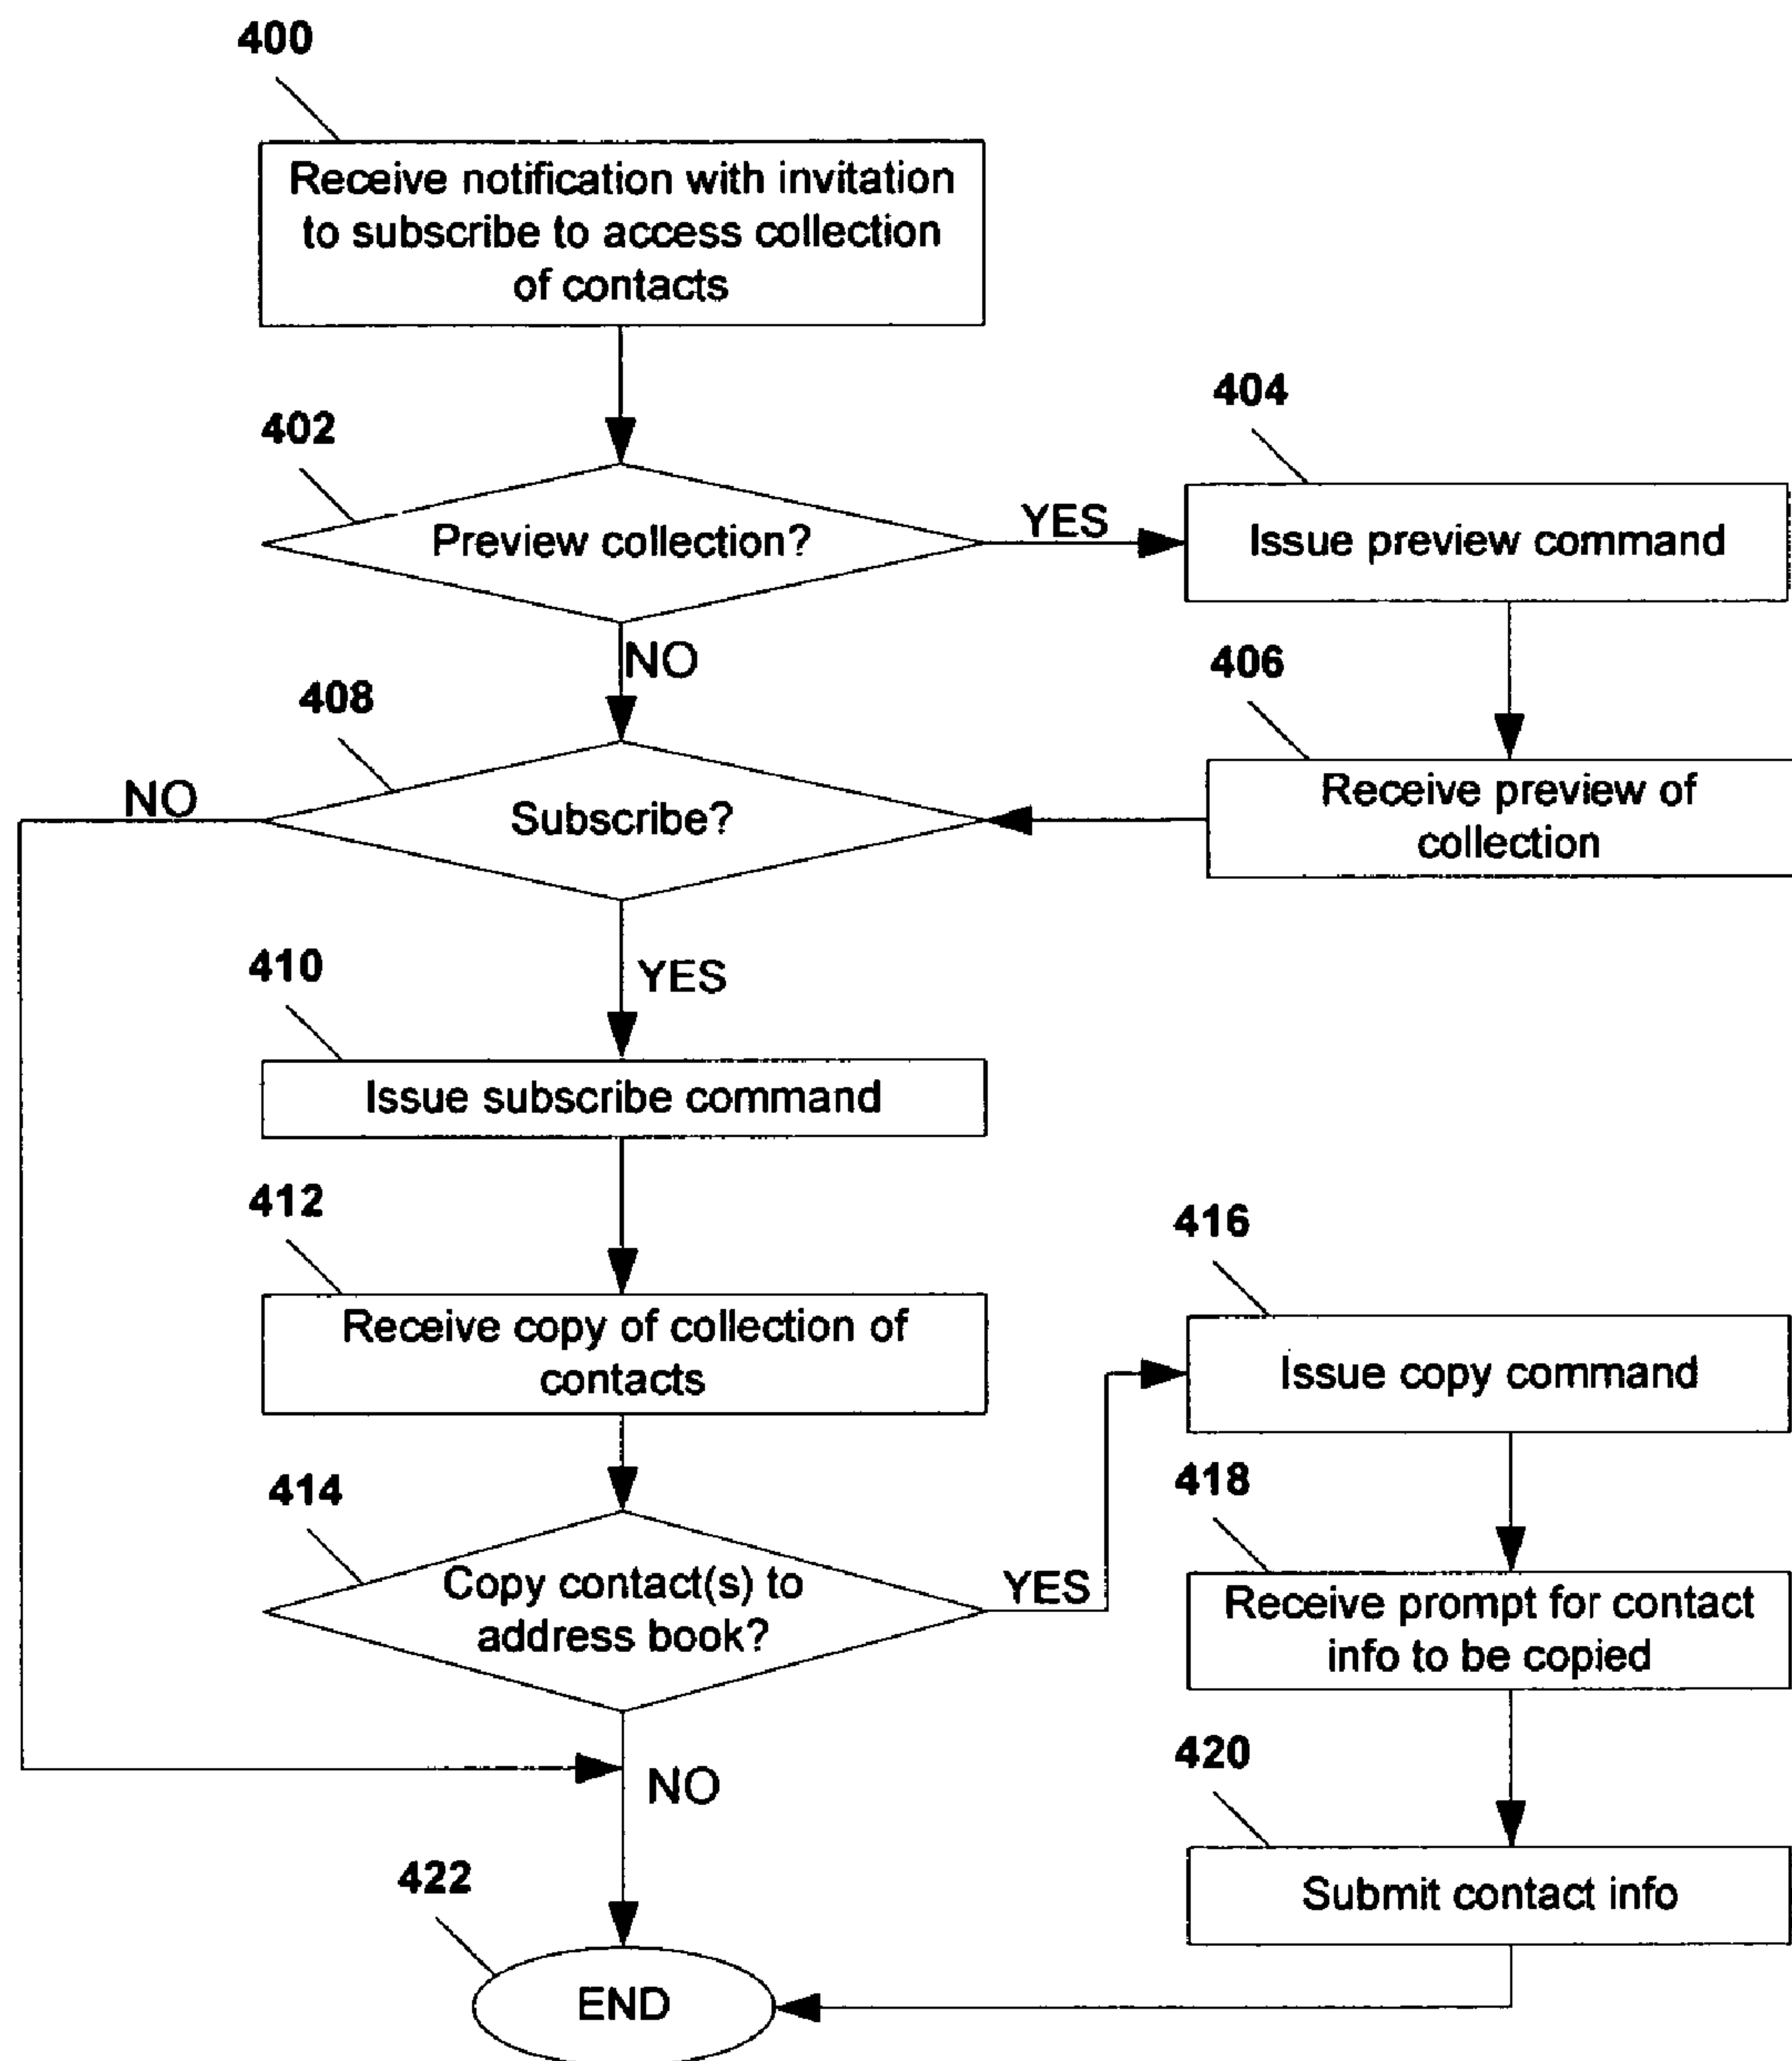 400
Receive notification with invitation
to subscribe to access collection
of contacts
402
Preview collection?
YES
404
Issue preview command
NO
406
Receive preview of
collection
408
Subscribe?
NO
YES
410
Issue subscribe command
412
Receive copy of collection of
contacts
414
Copy contact(s) to
address book?
YES
416
Issue copy command
418
Receive prompt for contact
info to be copied
420
Submit contact info
NO
422
END